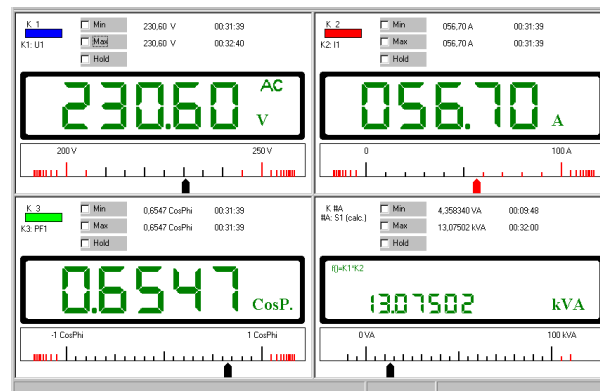 K 1
Min 230,60 V 00:31:39
K1: U1
Max 230,60 V 00:32:40
Hold
230.60 AC V
200 V 250 V
K 2
Min 056,70 A 00:31:39
K2: I1
Max 056,70 A 00:31:39
Hold
056.70 A
0 100 A
K 3
Min 0,6547 CosPhi 00:31:39
K3: PF1
Max 0,6547 CosPhi 00:31:39
Hold
0.6547 CosP.
-1 CosPhi 1 CosPhi
K #A
Min 4,358340 VA 00:09:48
#A: S1 (calc.)
Max 13,07502 kVA 00:32:00
Hold
f()=K1*K2
13.07502 kVA
0 VA 100 kVA